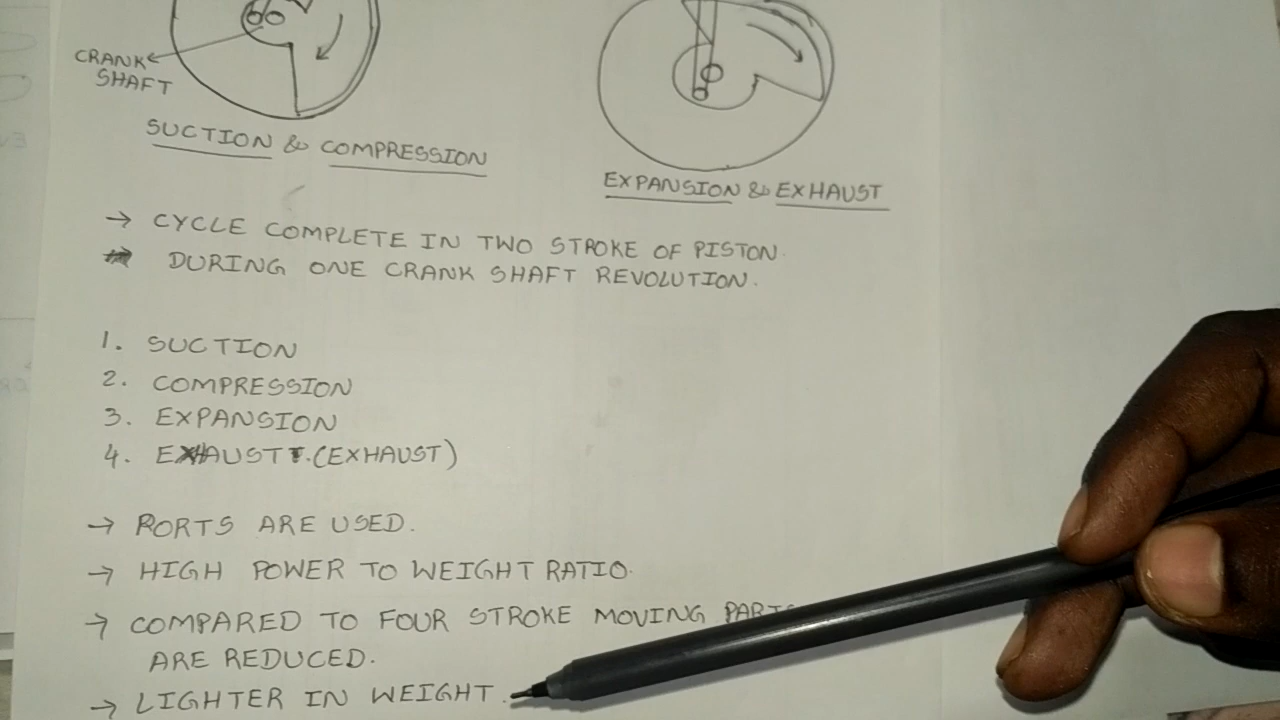 CRANK
SHAFT
SUCTION & COMPRESSION
EXPANSION & EXHAUST
→ CYCLE COMPLETE IN TWO STROKE OF PISTON.
DURING ONE CRANK SHAFT REVOLUTION.
1. SUCTION
2. COMPRESSION
3. EXPANSION
4. EXHAUST.(EXHAUST)
→ PORTS ARE USED.
→ HIGH POWER TO WEIGHT RATIO.
→ COMPARED TO FOUR STROKE MOVING PARTS
ARE REDUCED.
→ LIGHTER IN WEIGHT.